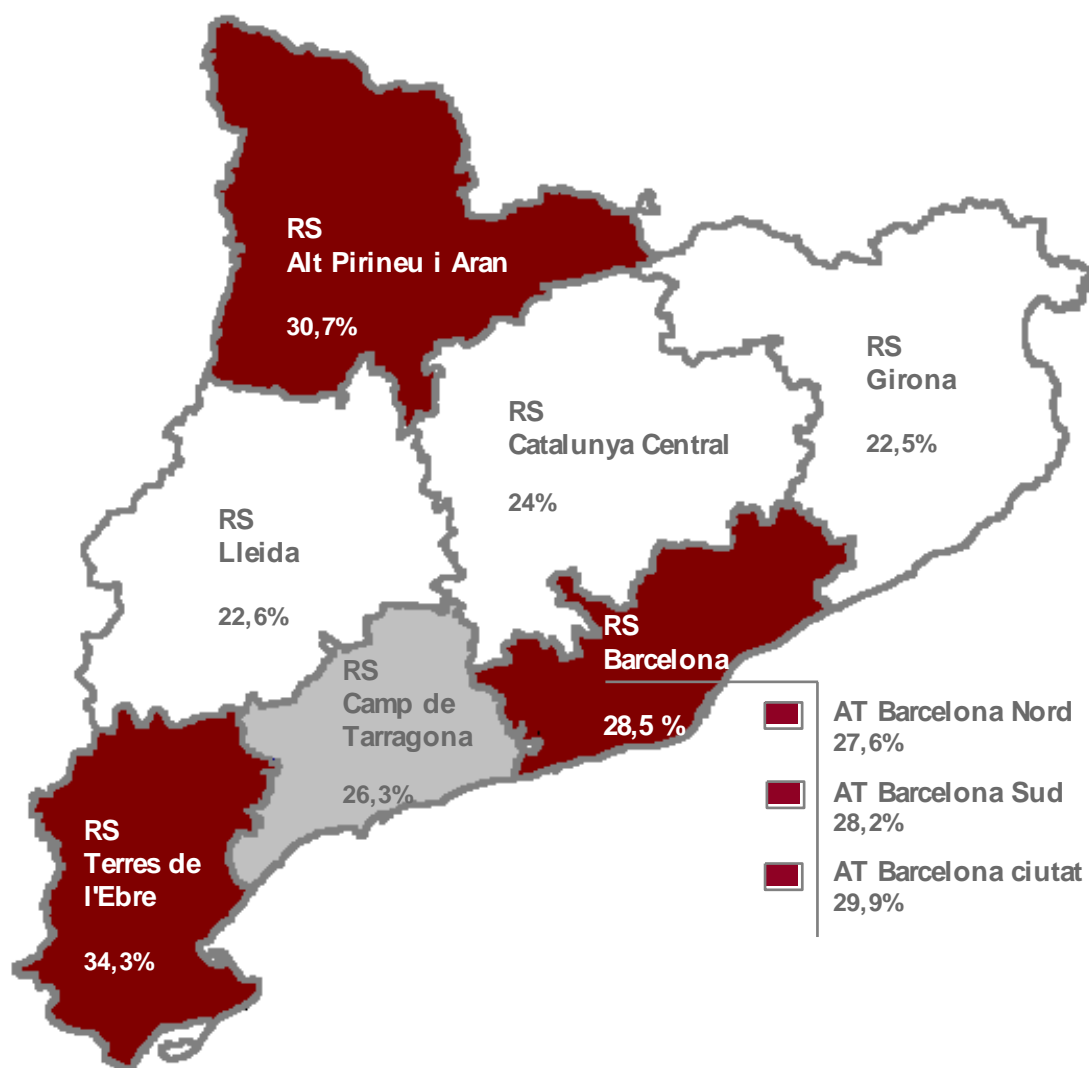 RS
Alt Pirineu i Aran
30,7%
RS
Girona
22,5%
RS
Catalunya Central
24%
RS
Lleida
22,6%
RS
Barcelona
28,5 %
RS
Camp de
Tarragona
26,3%
AT Barcelona Nord
27,6%
AT Barcelona Sud
28,2%
AT Barcelona ciutat
29,9%
RS
Terres de
l'Ebre
34,3%